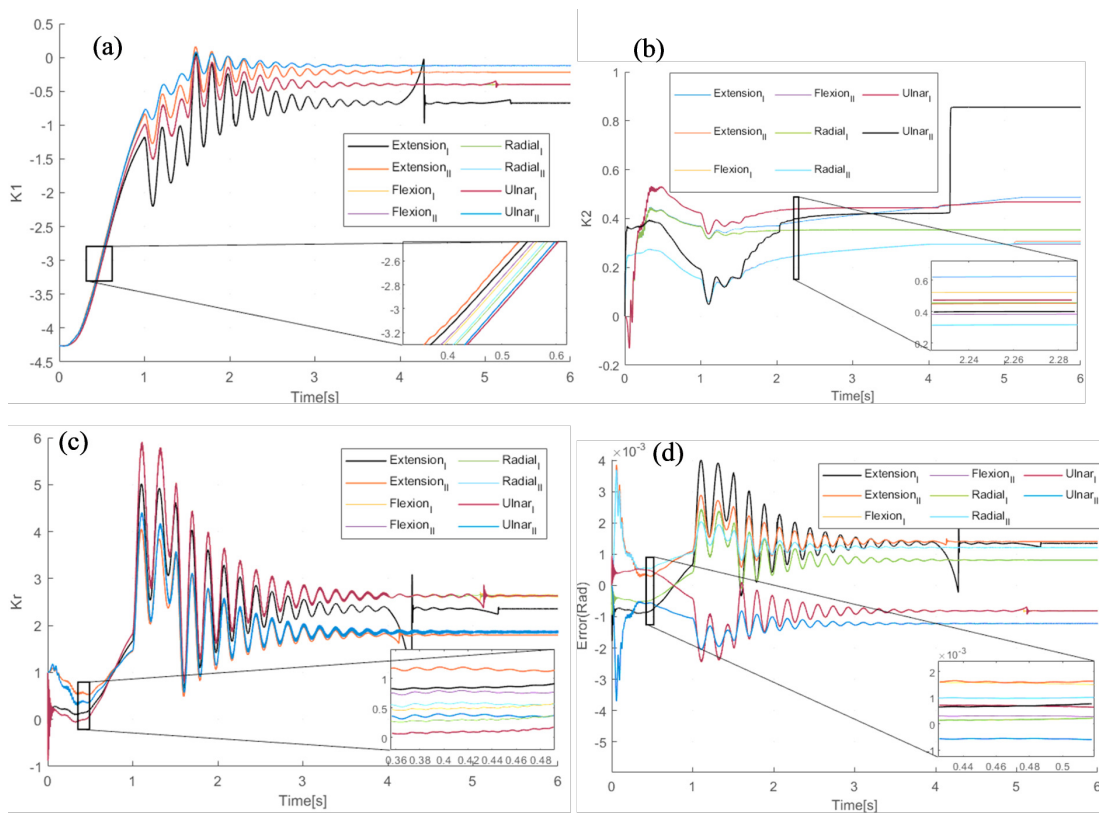 (a)
0.5
0
-0.5
-1
-1.5
-2
-2.5
-3
-3.5
-4
-4.5
K1
Extension_I Radial_I
Extension_II Radial_II
Flexion_I Ulnar_I
Flexion_II Ulnar_II
-2.6
-2.8
-3
-3.2
0.4 0.5 0.6
0 1 2 3 4 5 6
Time[s]
(b)
1
0.8
0.6
0.4
0.2
0
-0.2
K2
Extension_I Flexion_II Ulnar_I
Extension_II Radial_I Ulnar_II
Flexion_I Radial_II
0.6
0.4
0.2
2.24 2.26 2.28
0 1 2 3 4 5 6
Time[s]
(c)
6
5
4
3
2
1
0
-1
Kr
Extension_I Radial_I
Extension_II Radial_II
Flexion_I Ulnar_I
Flexion_II Ulnar_II
1
0.5
0
0.36 0.38 0.4 0.42 0.44 0.46 0.48
0 1 2 3 4 5 6
Time[s]
×10^-3
(d)
4
3
2
1
0
-1
-2
-3
-4
-5
Error(Rad)
Extension_I Flexion_II Ulnar_I
Extension_II Radial_I Ulnar_II
Flexion_I Radial_II
×10^-3
2
1
0
-1
0.44 0.46 0.48 0.5
0 1 2 3 4 5 6
Time[s]